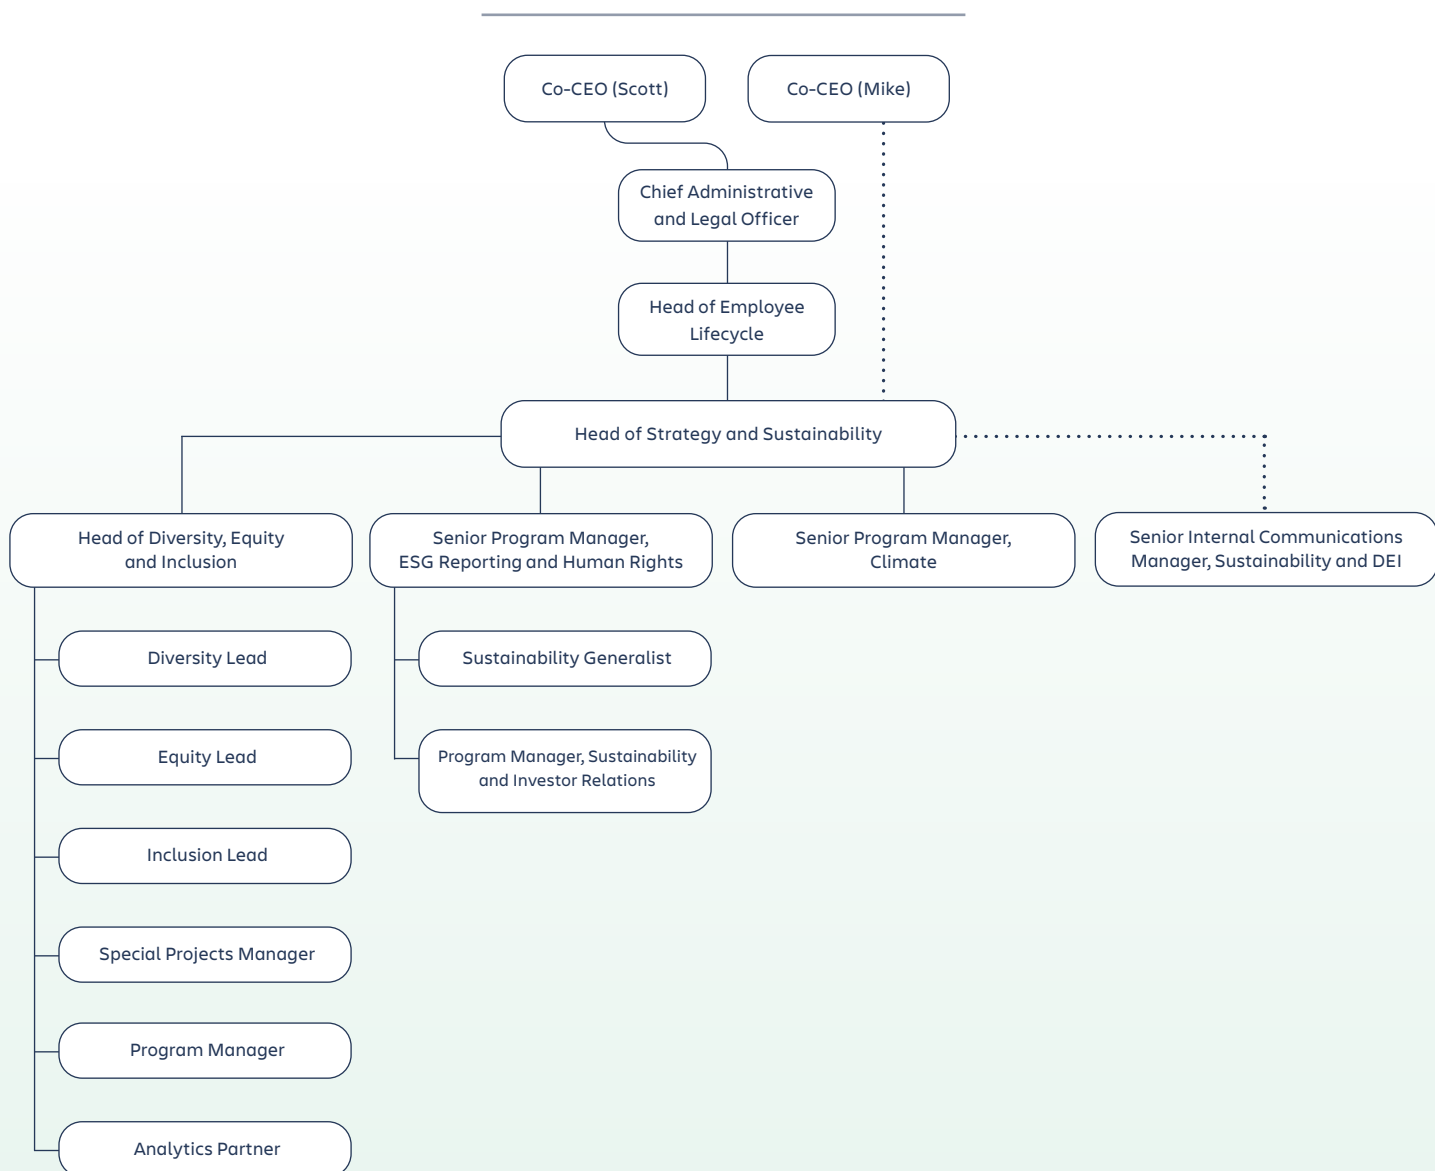 Co-CEO (Scott)
Co-CEO (Mike)
Chief Administrative
and Legal Officer
Head of Employee
Lifecycle
Head of Strategy and Sustainability
Head of Diversity, Equity
and Inclusion
Senior Program Manager,
ESG Reporting and Human Rights
Senior Program Manager,
Climate
Senior Internal Communications
Manager, Sustainability and DEI
Diversity Lead
Equity Lead
Inclusion Lead
Special Projects Manager
Program Manager
Analytics Partner
Sustainability Generalist
Program Manager, Sustainability
and Investor Relations